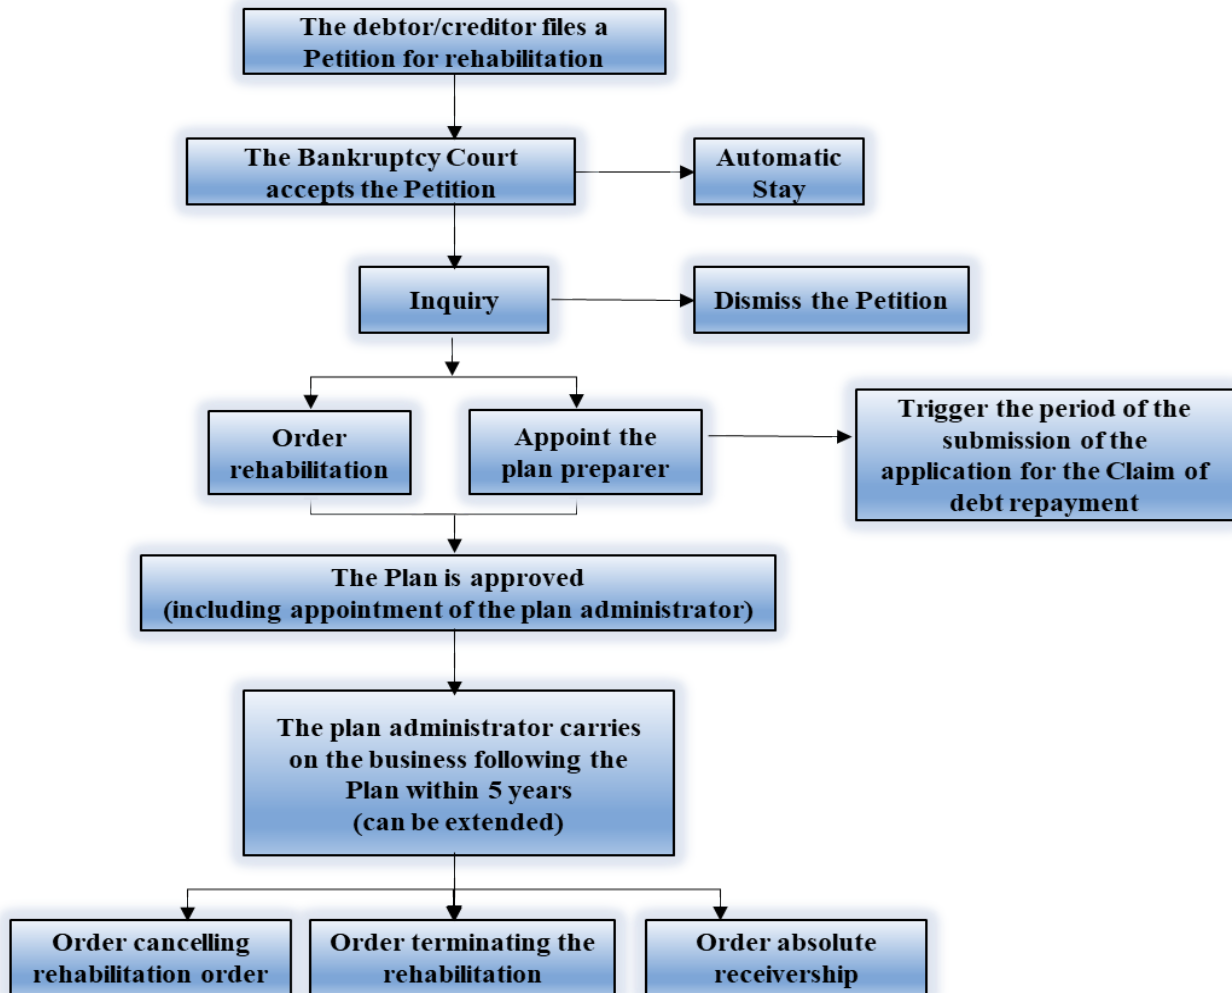 The debtor/creditor files a
Petition for rehabilitation
The Bankruptcy Court
accepts the Petition
Automatic
Stay
Inquiry
Dismiss the Petition
Order
rehabilitation
Appoint the
plan preparer
Trigger the period of the
submission of the
application for the Claim of
debt repayment
The Plan is approved
(including appointment of the plan administrator)
The plan administrator carries
on the business following the
Plan within 5 years
(can be extended)
Order cancelling
rehabilitation order
Order terminating the
rehabilitation
Order absolute
receivership